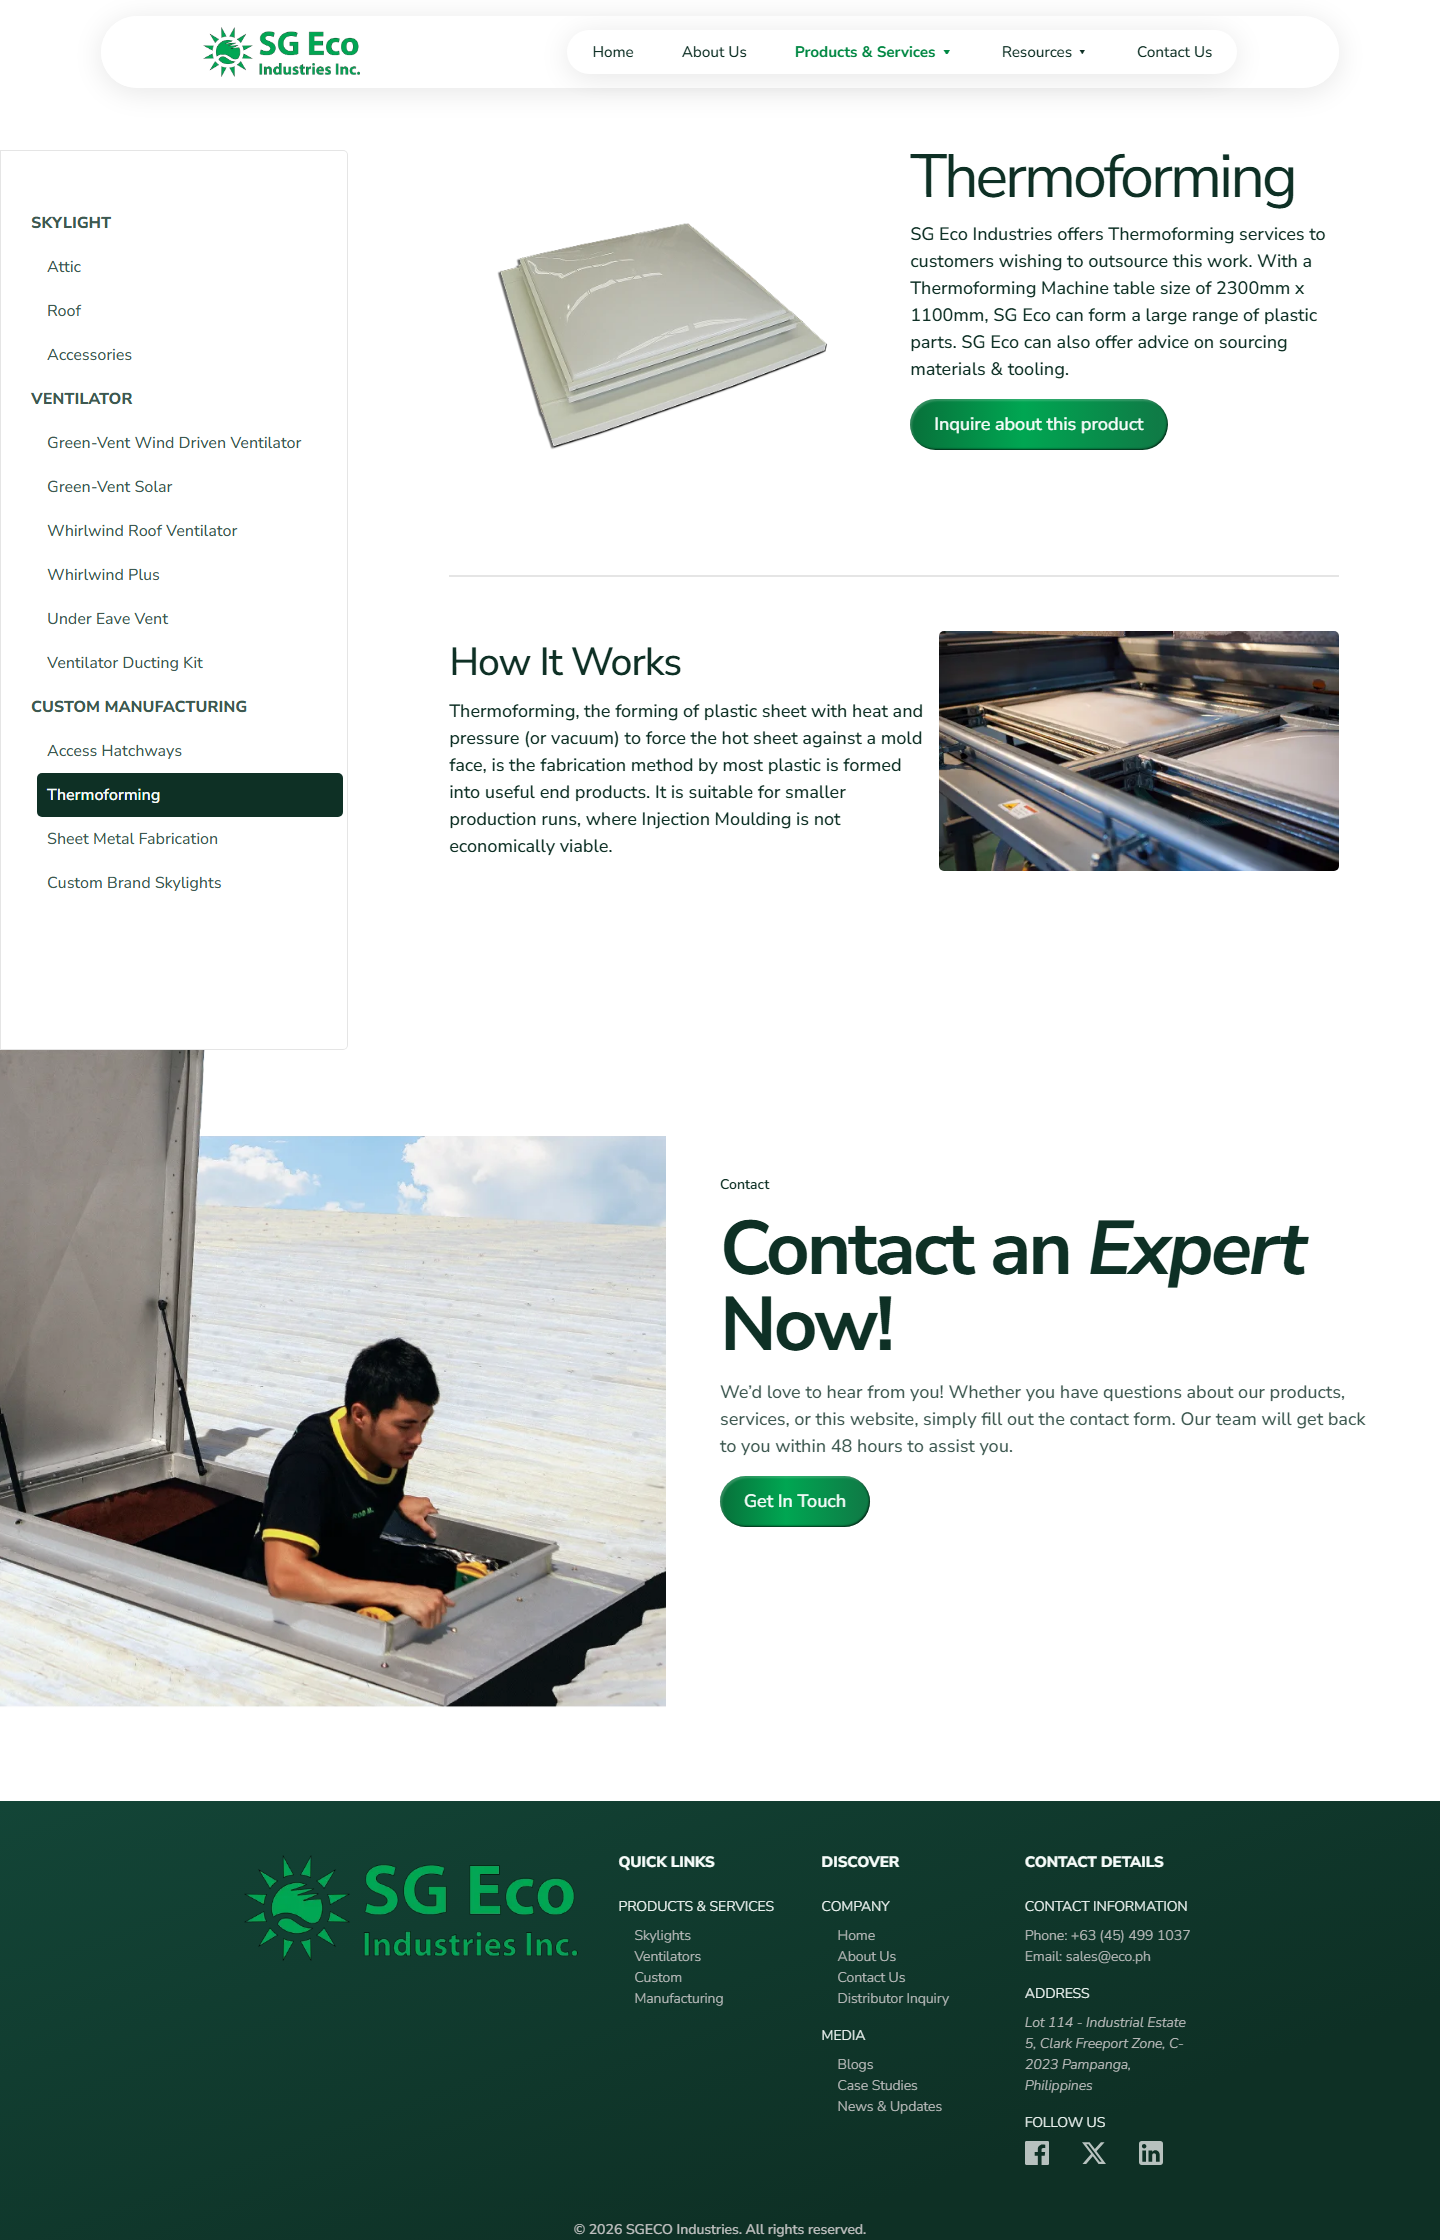 SG Eco
Industries Inc.
Home
About Us
Products & Services
Resources
Contact Us
SKYLIGHT
Attic
Roof
Accessories
VENTILATOR
Green-Vent Wind Driven Ventilator
Green-Vent Solar
Whirlwind Roof Ventilator
Whirlwind Plus
Under Eave Vent
Ventilator Ducting Kit
CUSTOM MANUFACTURING
Access Hatchways
Thermoforming
Sheet Metal Fabrication
Custom Brand Skylights
Thermoforming
SG Eco Industries offers Thermoforming services to
customers wishing to outsource this work. With a
Thermoforming Machine table size of 2300mm x
1100mm, SG Eco can form a large range of plastic
parts. SG Eco can also offer advice on sourcing
materials & tooling.
Inquire about this product
How It Works
Thermoforming, the forming of plastic sheet with heat and
pressure (or vacuum) to force the hot sheet against a mold
face, is the fabrication method by most plastic is formed
into useful end products. It is suitable for smaller
production runs, where Injection Moulding is not
economically viable.
Contact
Contact an Expert
Now!
We’d love to hear from you! Whether you have questions about our products,
services, or this website, simply fill out the contact form. Our team will get back
to you within 48 hours to assist you.
Get In Touch
SG Eco
Industries Inc.
QUICK LINKS
PRODUCTS & SERVICES
Skylights
Ventilators
Custom
Manufacturing
DISCOVER
COMPANY
Home
About Us
Contact Us
Distributor Inquiry
MEDIA
Blogs
Case Studies
News & Updates
CONTACT DETAILS
CONTACT INFORMATION
Phone: +63 (45) 499 1037
Email: sales@eco.ph
ADDRESS
Lot 114 - Industrial Estate
5, Clark Freeport Zone, C-
2023 Pampanga,
Philippines
FOLLOW US
© 2026 SGECO Industries. All rights reserved.